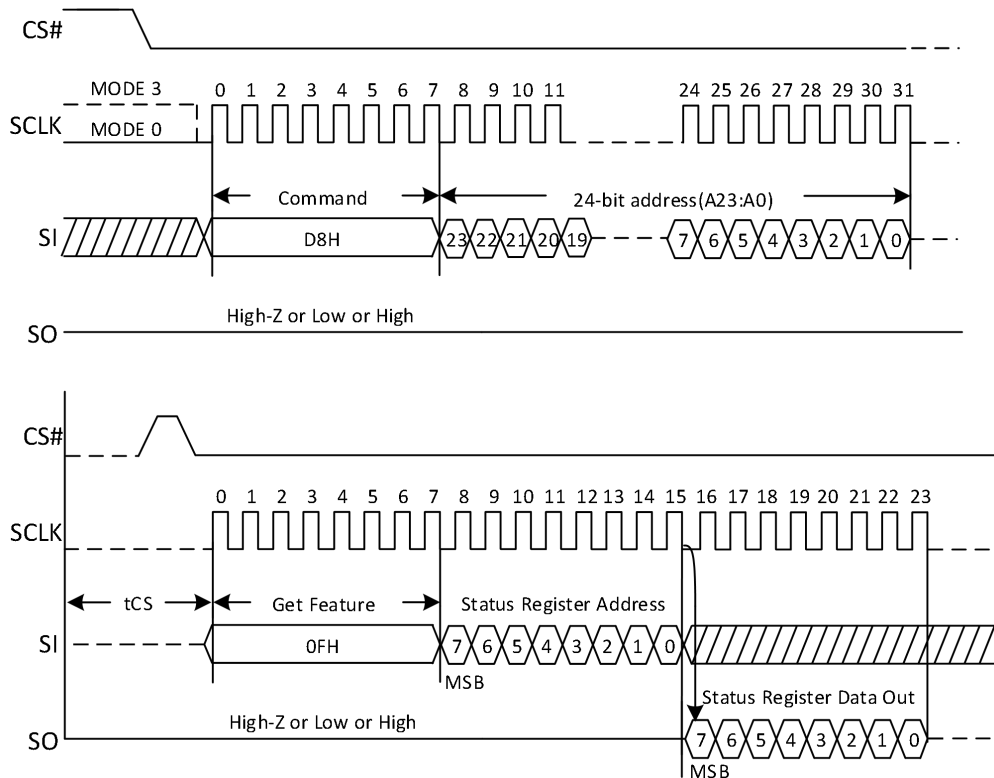 CS#
MODE 3
0 1 2 3 4 5 6 7 8 9 10 11 24 25 26 27 28 29 30 31
SCLK
MODE 0
Command 24-bit address(A23:A0)
SI D8H 23 22 21 20 19 7 6 5 4 3 2 1 0
High-Z or Low or High
SO
CS#
0 1 2 3 4 5 6 7 8 9 10 11 12 13 14 15 16 17 18 19 20 21 22 23
SCLK
tCS Get Feature Status Register Address
SI 0FH 7 6 5 4 3 2 1 0
MSB
Status Register Data Out
High-Z or Low or High
SO 7 6 5 4 3 2 1 0
MSB